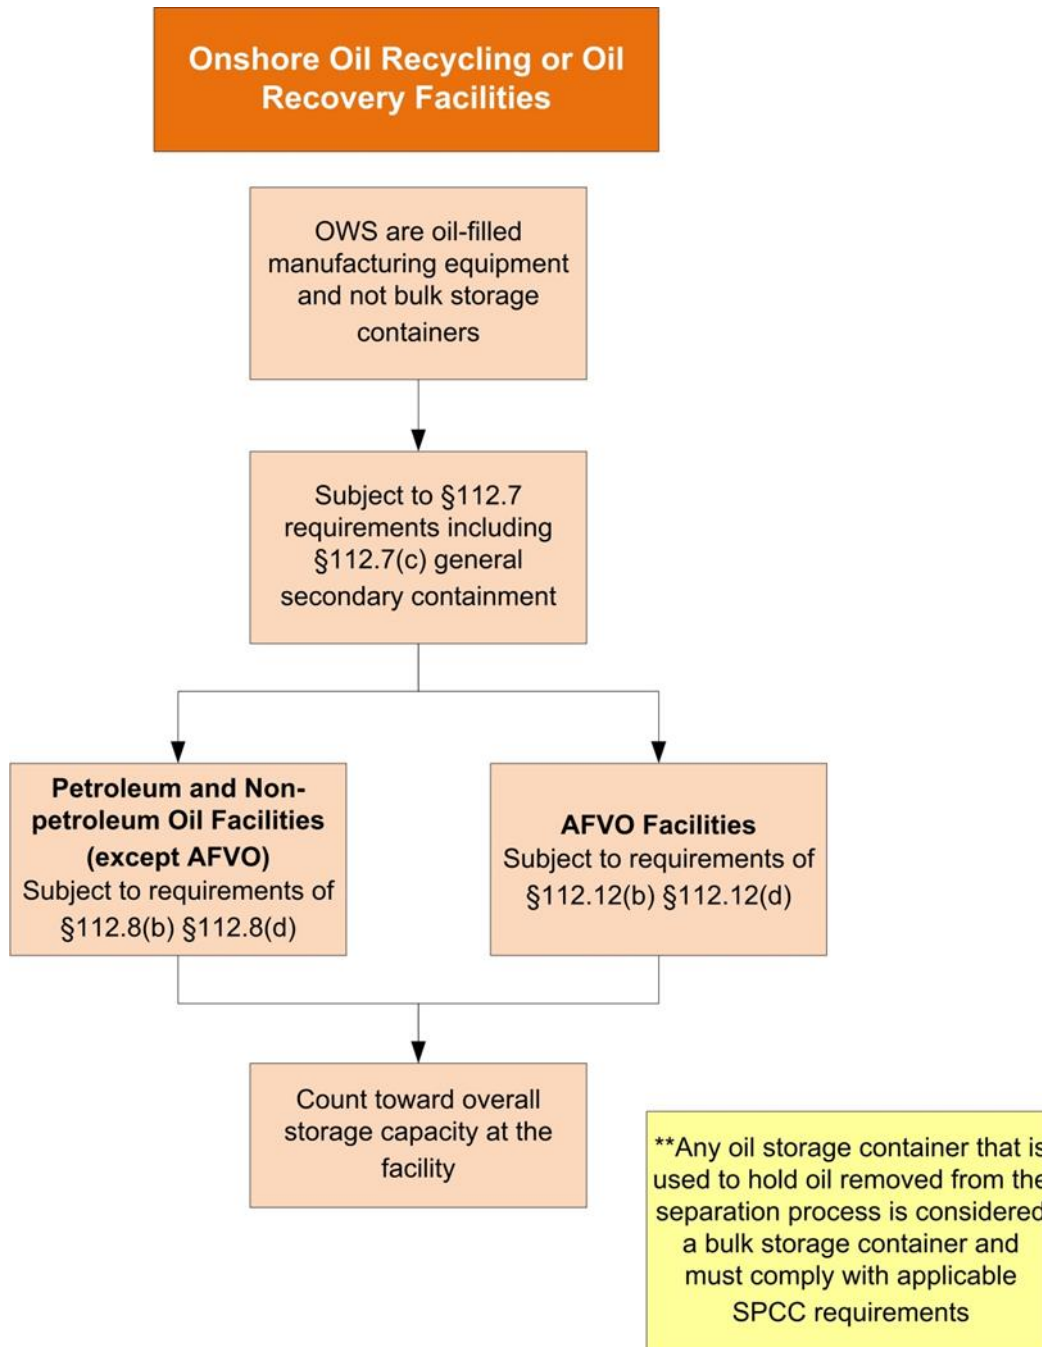 Onshore Oil Recycling or Oil
Recovery Facilities
OWS are oil-filled
manufacturing equipment
and not bulk storage
containers
Subject to §112.7
requirements including
§112.7(c) general
secondary containment
Petroleum and Non-
petroleum Oil Facilities
(except AFVO)
Subject to requirements of
§112.8(b) §112.8(d)
AFVO Facilities
Subject to requirements of
§112.12(b) §112.12(d)
Count toward overall
storage capacity at the
facility
**Any oil storage container that is
used to hold oil removed from the
separation process is considered
a bulk storage container and
must comply with applicable
SPCC requirements